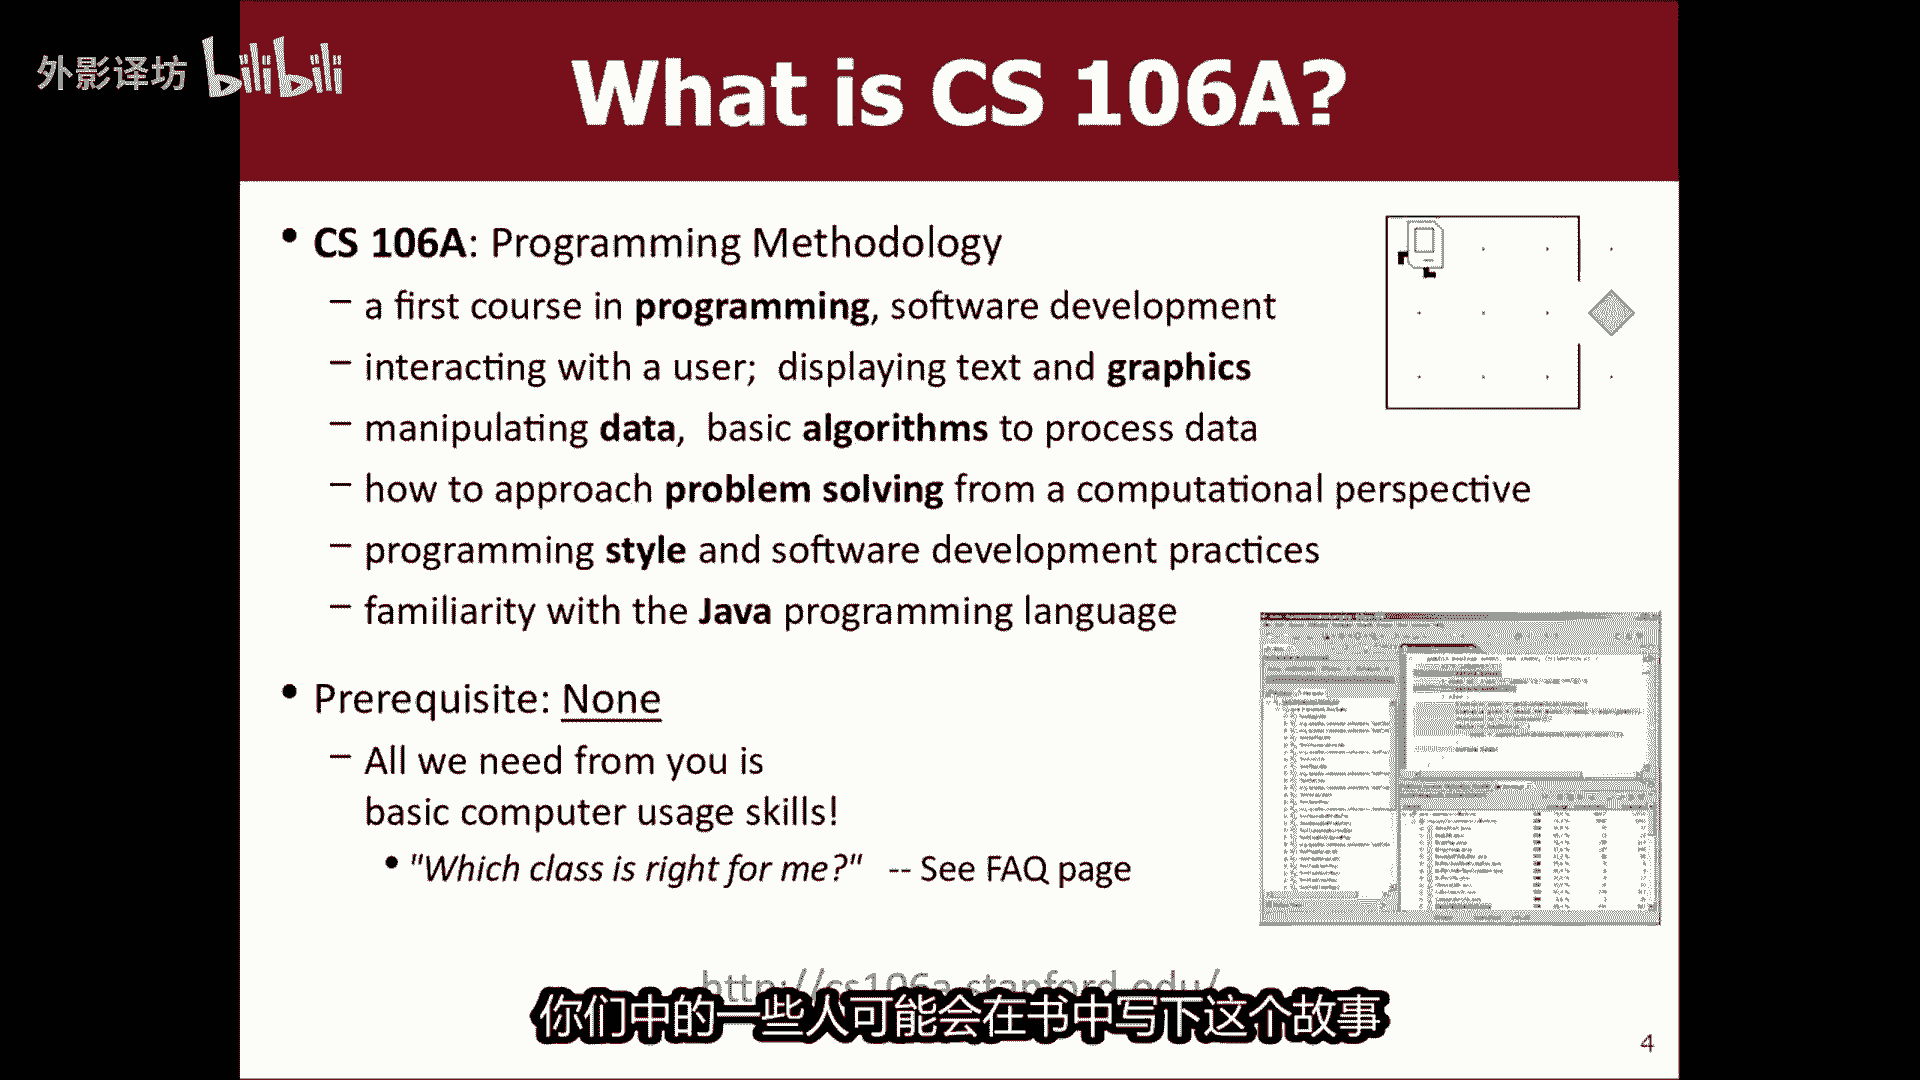 外影译坊 bilibili
What is CS 106A?
• CS 106A: Programming Methodology
– a first course in programming, software development
– interacting with a user; displaying text and graphics
– manipulating data, basic algorithms to process data
– how to approach problem solving from a computational perspective
– programming style and software development practices
– familiarity with the Java programming language
• Prerequisite: None
– All we need from you is
basic computer usage skills!
• "Which class is right for me?" -- See FAQ page
http://cs106a.stanford.edu/
你们中的一些人可能会在书中写下这个故事
4